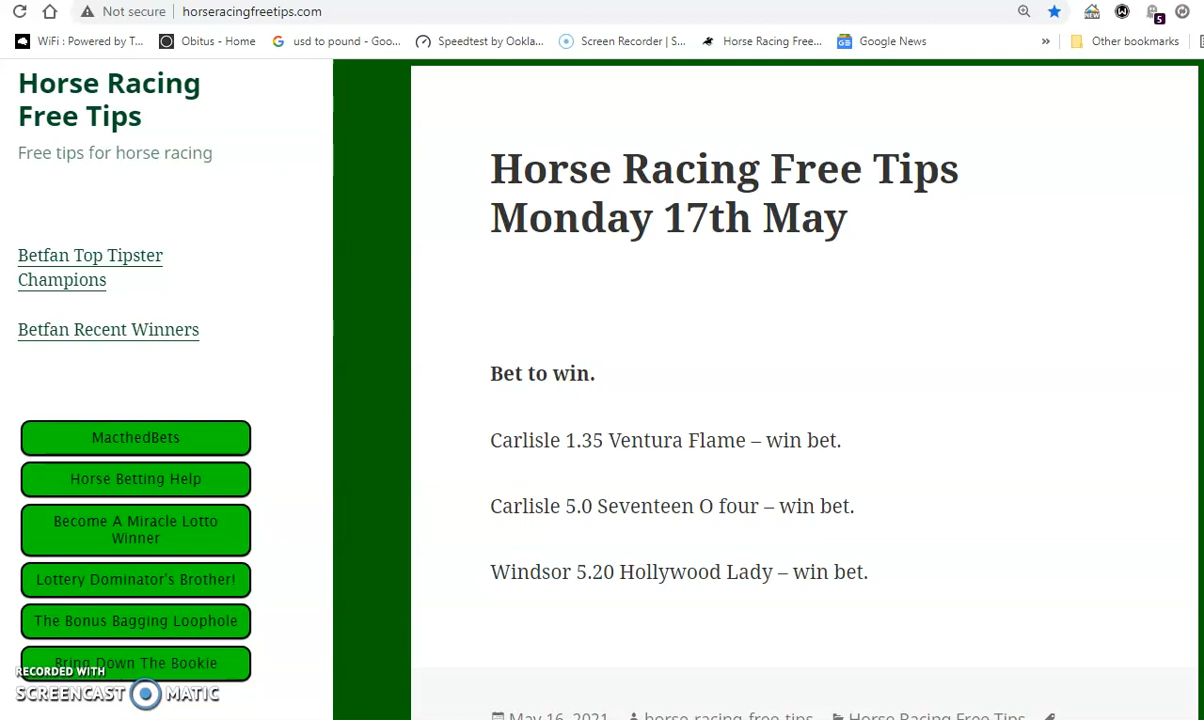 Not secure | horseracingfreetips.com
5
WiFi : Powered by T... Obitus - Home usd to pound - Goo... Speedtest by Ookla... Screen Recorder | S... Horse Racing Free... Google News » Other bookmarks
Horse Racing
Free Tips
Free tips for horse racing
Betfan Top Tipster
Champions
Betfan Recent Winners
MacthedBets
Horse Betting Help
Become A Miracle Lotto
Winner
Lottery Dominator's Brother!
The Bonus Bagging Loophole
Bring Down The Bookie
RECORDED WITH
SCREENCAST MATIC
Horse Racing Free Tips
Monday 17th May
Bet to win.
Carlisle 1.35 Ventura Flame – win bet.
Carlisle 5.0 Seventeen O four – win bet.
Windsor 5.20 Hollywood Lady – win bet.
May 16, 2021 horse-racing-free-tips Horse Racing Free Tips